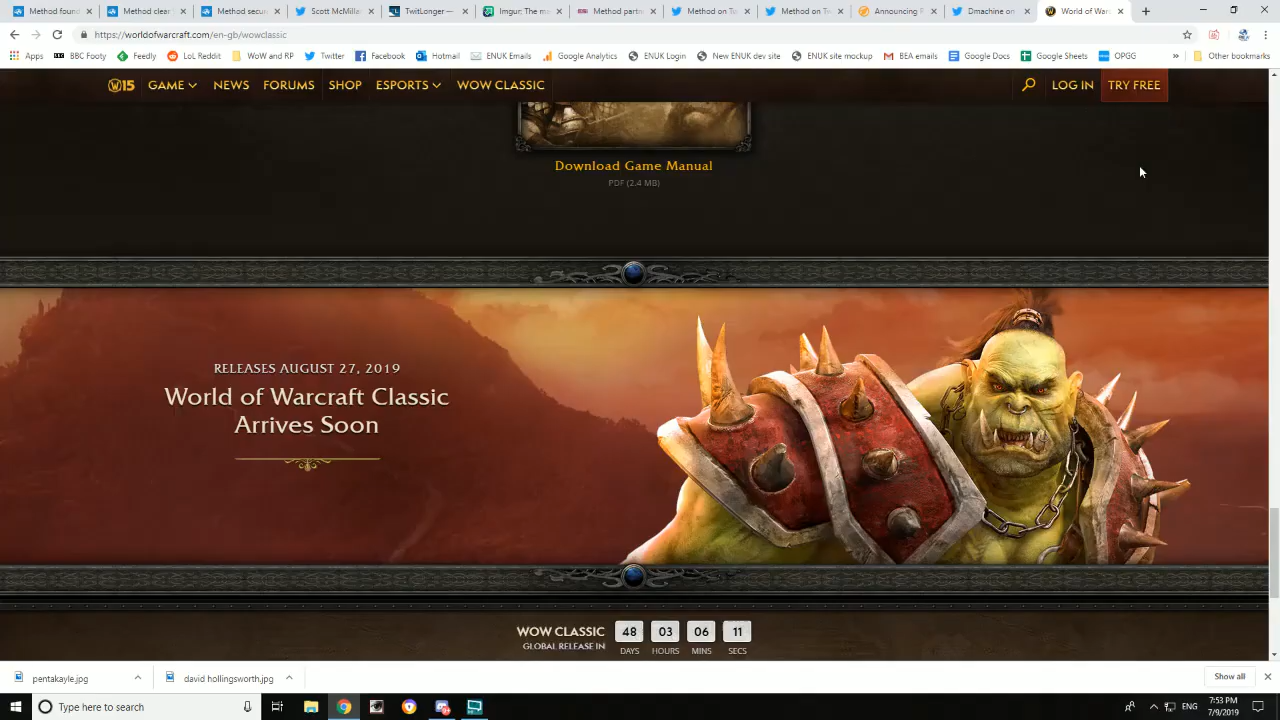 Method foun
Method clear
Method secur
Scott McMilla
TwitLonger —
Imgur; The ma
Method partn
Method on Tw
Method on Tw
Announcing R
Dmachine on
World of Warc
https://worldofwarcraft.com/en-gb/wowclassic
Apps
BBC Footy
Feedly
LoL Reddit
WoW and RP
Twitter
Facebook
Hotmail
ENUK Emails
Google Analytics
ENUK Login
New ENUK dev site
ENUK site mockup
BEA emails
Google Docs
Google Sheets
OPGG
»
Other bookmarks
W15
GAME
NEWS
FORUMS
SHOP
ESPORTS
WOW CLASSIC
LOG IN
TRY FREE
Download Game Manual
PDF (2.4 MB)
RELEASES AUGUST 27, 2019
World of Warcraft Classic
Arrives Soon
WOW CLASSIC
GLOBAL RELEASE IN
48
DAYS
03
HOURS
06
MINS
11
SECS
pentakayle.jpg
david hollingsworth.jpg
Show all
Type here to search
ENG
7:53 PM
7/9/2019